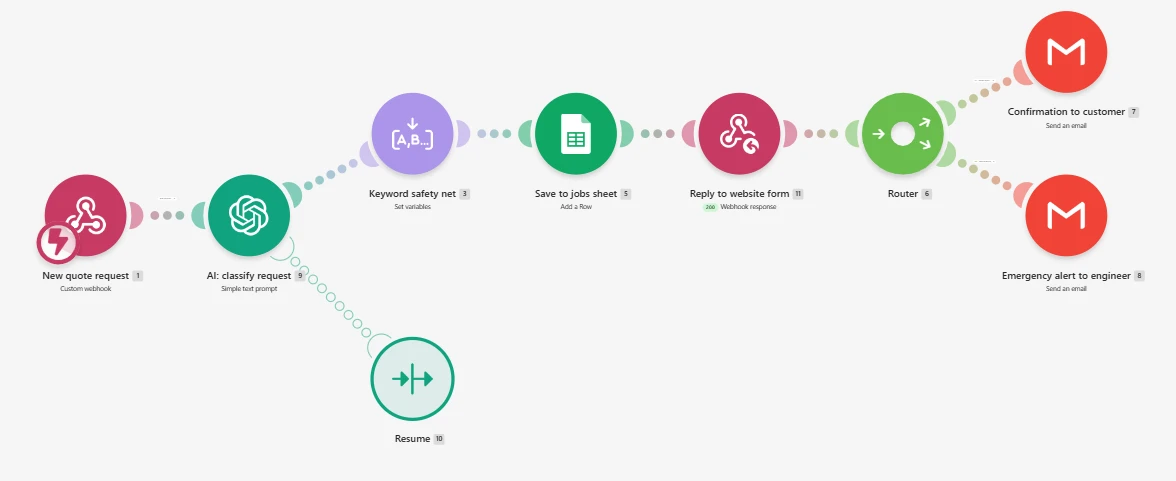 New quote request 1
Custom webhook
AI: classify request 9
Simple text prompt
[A,B...]
Keyword safety net 3
Set variables
Save to jobs sheet 5
Add a Row
Reply to website form 11
200 Webhook response
Router 6
Confirmation to customer 7
Send an email
Emergency alert to engineer 8
Send an email
Resume 10